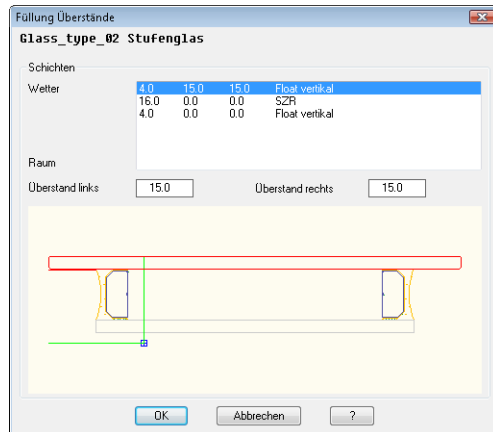 Füllung Überstände
Glass_type_02 Stufenglas
Schichten
Wetter
4.0 15.0 15.0 Float vertikal
16.0 0.0 0.0 SZR
4.0 0.0 0.0 Float vertikal
Raum
Überstand links 15.0 Überstand rechts 15.0
OK Abbrechen ?